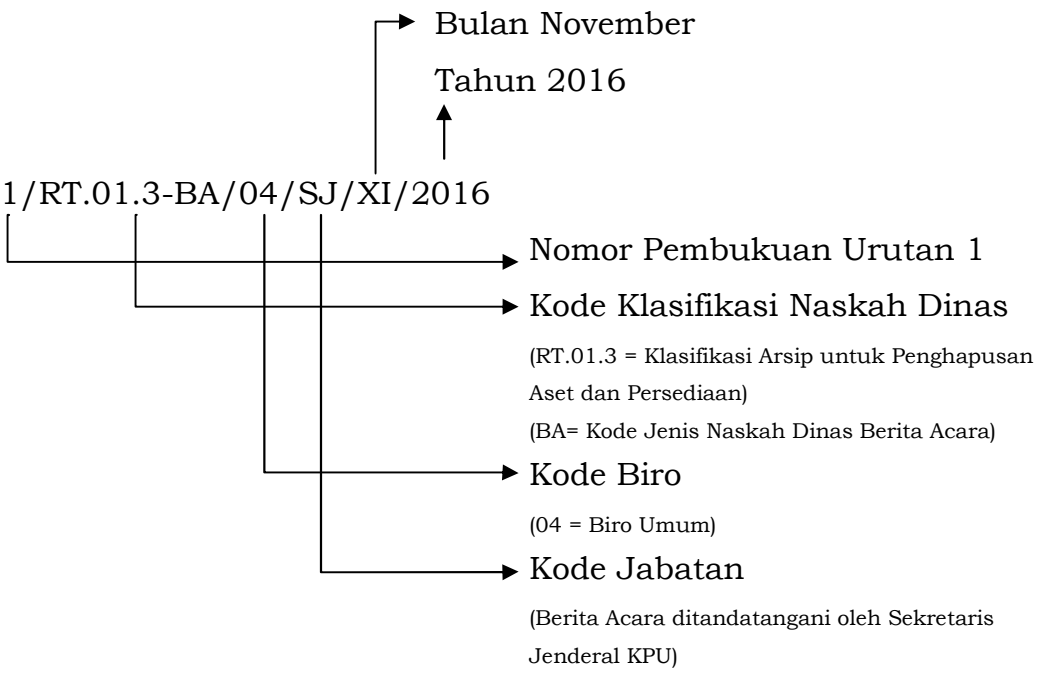 Bulan November
Tahun 2016
1/RT.01.3-BA/04/SJ/XI/2016
Nomor Pembukuan Urutan 1
Kode Klasifikasi Naskah Dinas
(RT.01.3 = Klasifikasi Arsip untuk Penghapusan
Aset dan Persediaan)
(BA= Kode Jenis Naskah Dinas Berita Acara)
Kode Biro
(04 = Biro Umum)
Kode Jabatan
(Berita Acara ditandatangani oleh Sekretaris
Jenderal KPU)